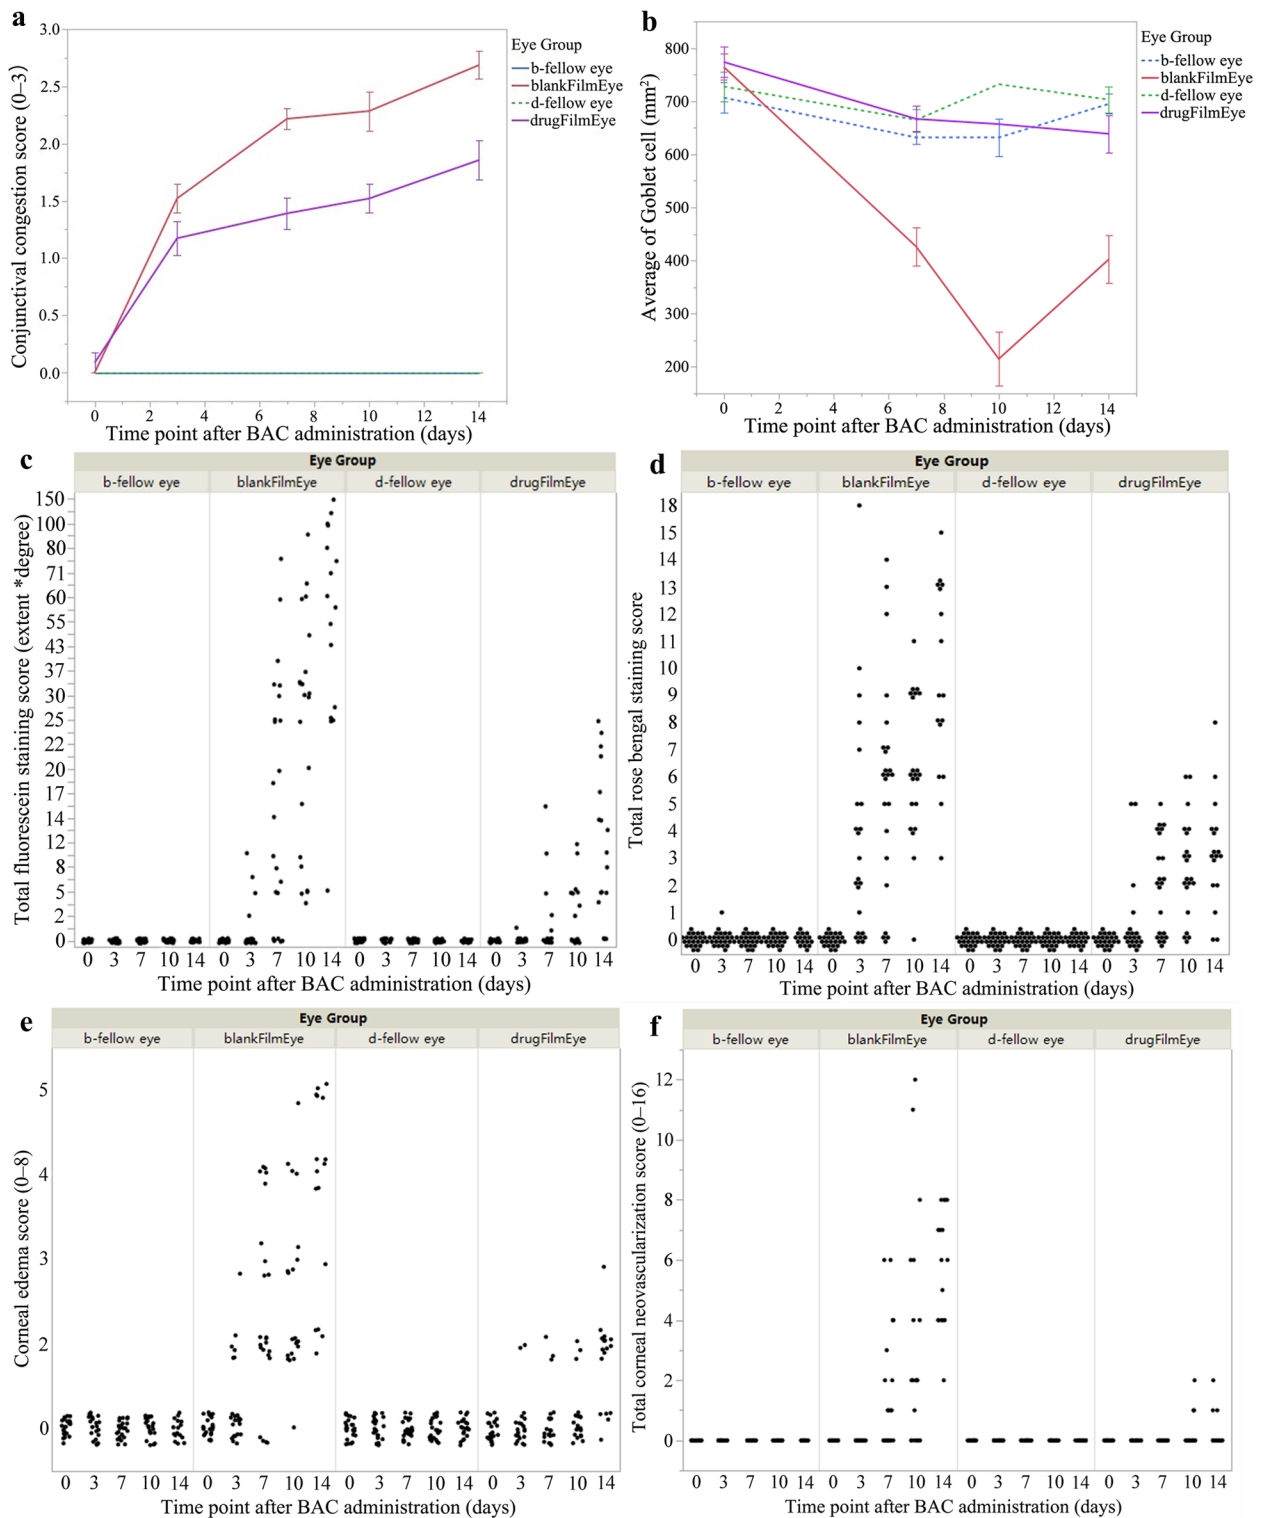 a
3.0
2.5
2.0
1.5
1.0
0.5
0.0
Conjunctival congestion score (0–3)
0 2 4 6 8 10 12 14
Time point after BAC administration (days)
Eye Group
b-fellow eye
blankFilmEye
d-fellow eye
drugFilmEye
b
800
700
600
500
400
300
200
Average of Goblet cell (mm²)
0 2 4 6 8 10 12 14
Time point after BAC administration (days)
Eye Group
b-fellow eye
blankFilmEye
d-fellow eye
drugFilmEye
c
Eye Group
b-fellow eye blankFilmEye d-fellow eye drugFilmEye
150
100
80
71
60
55
43
37
30
25
22
20
17
14
12
8
5
2
0
Total fluorescein staining score (extent *degree)
0 3 7 10 14 0 3 7 10 14 0 3 7 10 14 0 3 7 10 14
Time point after BAC administration (days)
d
Eye Group
b-fellow eye blankFilmEye d-fellow eye drugFilmEye
18
15
14
13
12
11
10
9
8
7
6
5
4
3
2
1
0
Total rose bengal staining score
0 3 7 10 14 0 3 7 10 14 0 3 7 10 14 0 3 7 10 14
Time point after BAC administration (days)
e
Eye Group
b-fellow eye blankFilmEye d-fellow eye drugFilmEye
5
4
3
2
0
Corneal edema score (0–8)
0 3 7 10 14 0 3 7 10 14 0 3 7 10 14 0 3 7 10 14
Time point after BAC administration (days)
f
Eye Group
b-fellow eye blankFilmEye d-fellow eye drugFilmEye
12
10
8
6
4
2
0
Total corneal neovascularization score (0–16)
0 3 7 10 14 0 3 7 10 14 0 3 7 10 14 0 3 7 10 14
Time point after BAC administration (days)